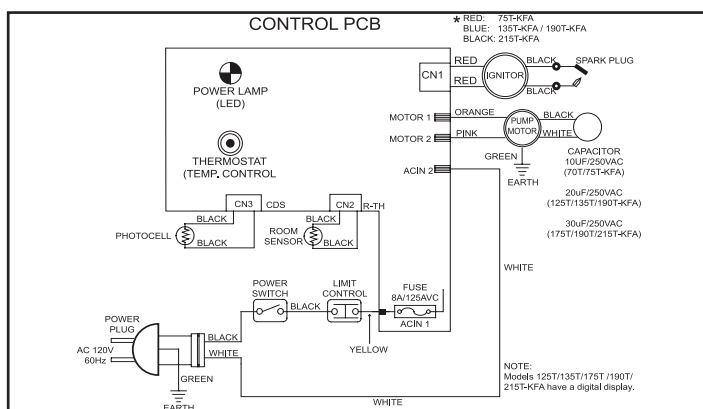 CONTROL PCB
* RED: 75T-KFA
BLUE: 135T-KFA / 190T-KFA
BLACK: 215T-KFA
POWER LAMP
(LED)
THERMOSTAT
(TEMP. CONTROL
CN1
RED
RED
IGNITOR
BLACK
BLACK
SPARK PLUG
MOTOR 1
ORANGE
MOTOR 2
PINK
PUMP
MOTOR
BLACK
WHITE
GREEN
EARTH
CAPACITOR
10UF/250VAC
(70T/75T-KFA)
20uF/250VAC
(125T/135T/190T-KFA)
30uF/250VAC
(175T/190T/215T-KFA)
ACIN 2
CN3
CDS
CN2
R-TH
BLACK
BLACK
PHOTOCELL
BLACK
BLACK
ROOM
SENSOR
WHITE
POWER
SWITCH
BLACK
LIMIT
CONTROL
FUSE
8A/125AVC
ACIN 1
YELLOW
POWER
PLUG
AC 120V
60Hz
BLACK
WHITE
GREEN
EARTH
WHITE
NOTE:
Models 125T/135T/175T /190T/
215T-KFA have a digital display.